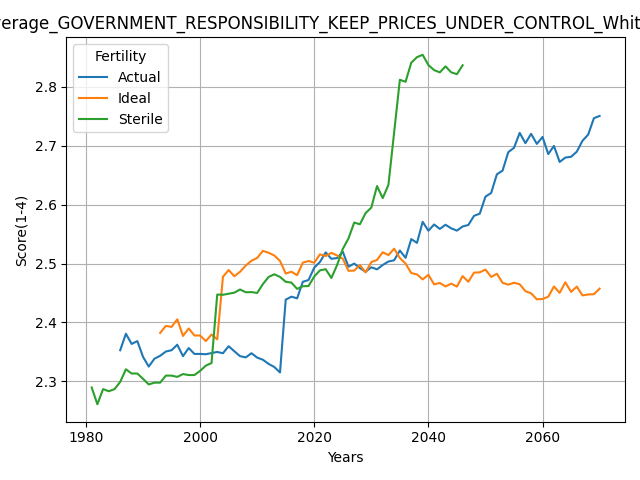 verage_GOVERNMENT_RESPONSIBILITY_KEEP_PRICES_UNDER_CONTROL_Whit
Fertility
Actual
Ideal
Sterile
Score(1-4)
2.8
2.7
2.6
2.5
2.4
2.3
1980 2000 2020 2040 2060
Years